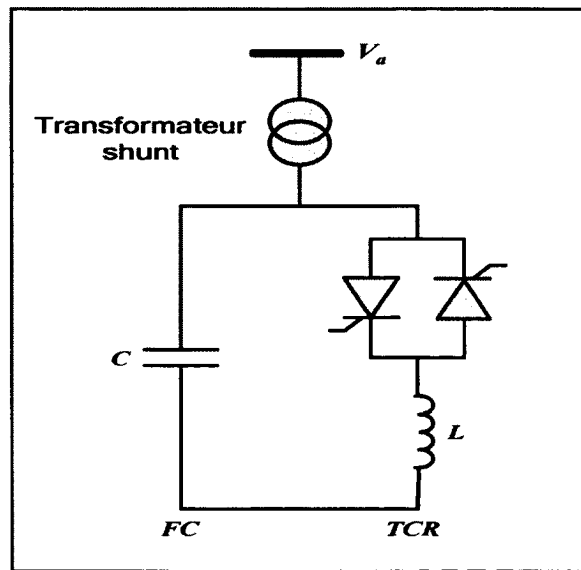 V_a
Transformateur
shunt
C
L
FC
TCR